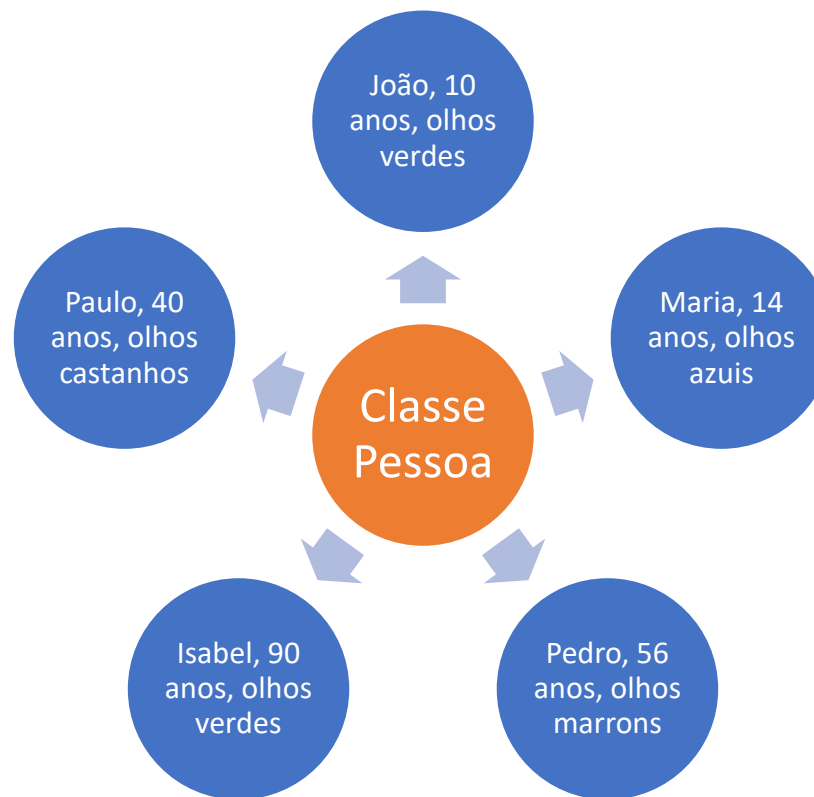 João, 10
anos, olhos
verdes
Paulo, 40
anos, olhos
castanhos
Maria, 14
anos, olhos
azuis
Classe
Pessoa
Isabel, 90
anos, olhos
verdes
Pedro, 56
anos, olhos
marrons